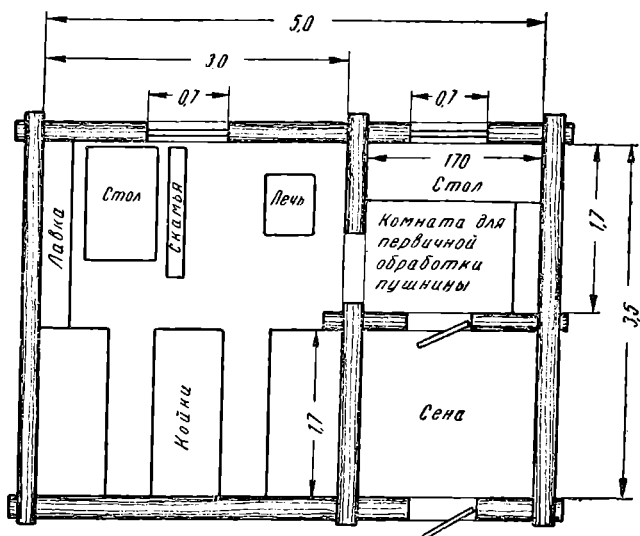 5,0
3,0
0,7
0,7
170
Стол
Стол
Скамья
Печь
Лавка
Комната для
первичной
обработки
пушнины
1,7
3,5
Койки
1,7
Сена